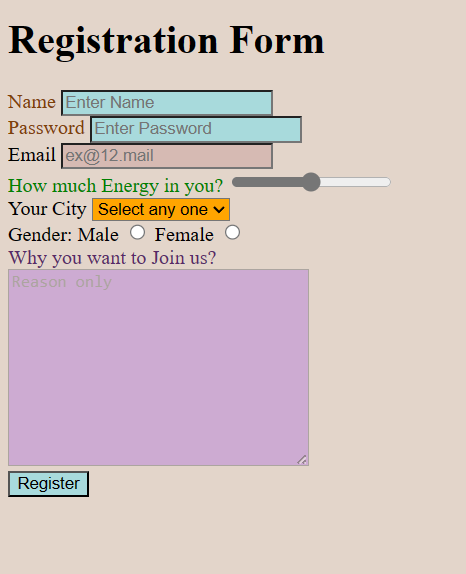 Registration Form
Name Enter Name
Password Enter Password
Email ex@12.mail
How much Energy in you?
Your City Select any one
Gender: Male Female
Why you want to Join us?
Reason only
Register